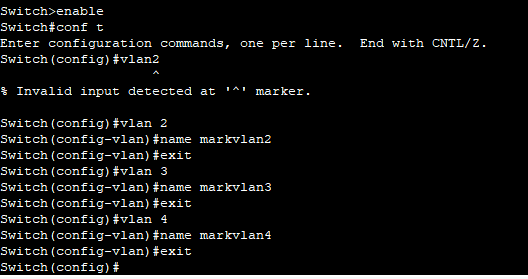 Switch>enable
Switch#conf t
Enter configuration commands, one per line.  End with CNTL/Z.
Switch(config)#vlan2
                   ^
% Invalid input detected at '^' marker.

Switch(config)#vlan 2
Switch(config-vlan)#name markvlan2
Switch(config-vlan)#exit
Switch(config)#vlan 3
Switch(config-vlan)#name markvlan3
Switch(config-vlan)#exit
Switch(config)#vlan 4
Switch(config-vlan)#name markvlan4
Switch(config-vlan)#exit
Switch(config)#